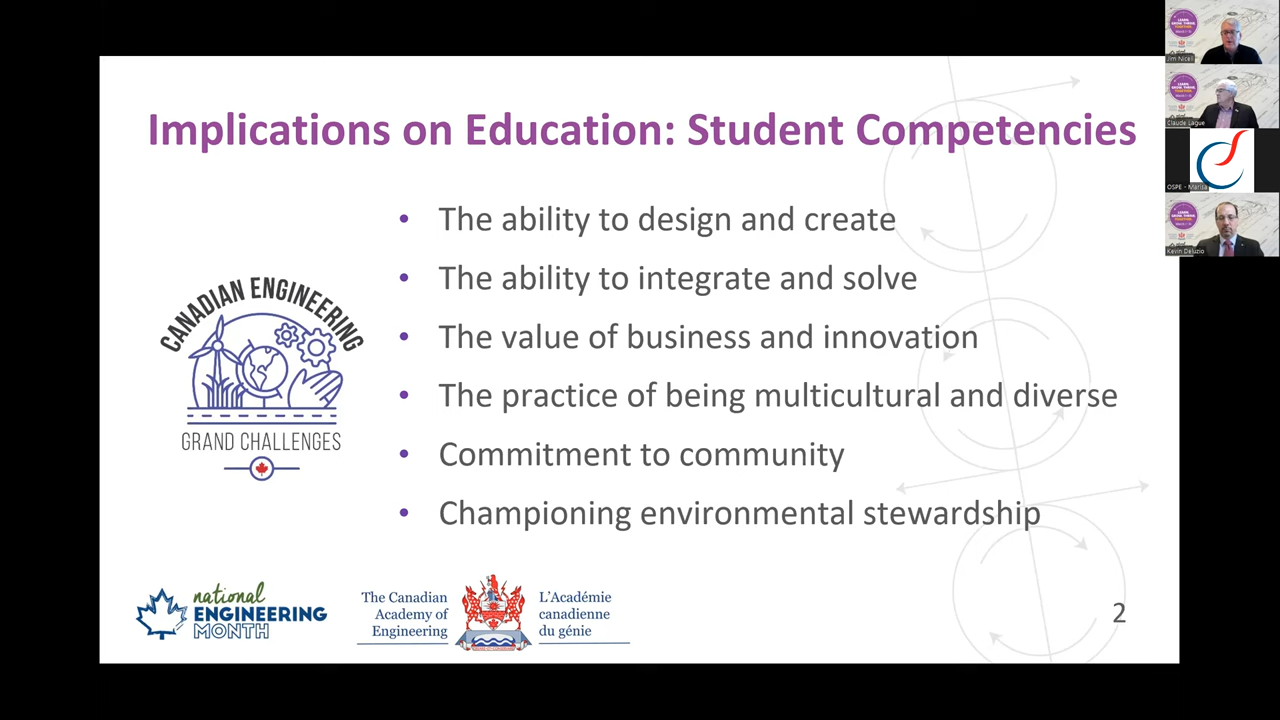 Implications on Education: Student Competencies
• The ability to design and create
• The ability to integrate and solve
• The value of business and innovation
• The practice of being multicultural and diverse
• Commitment to community
• Championing environmental stewardship
CANADIAN ENGINEERING
GRAND CHALLENGES
national
ENGINEERING
MONTH
The Canadian
Academy of
Engineering
L'Académie
canadienne
du génie
2
Jim Nicell
Claude Lague
OSPE - Marisa
Kevin Deluzio